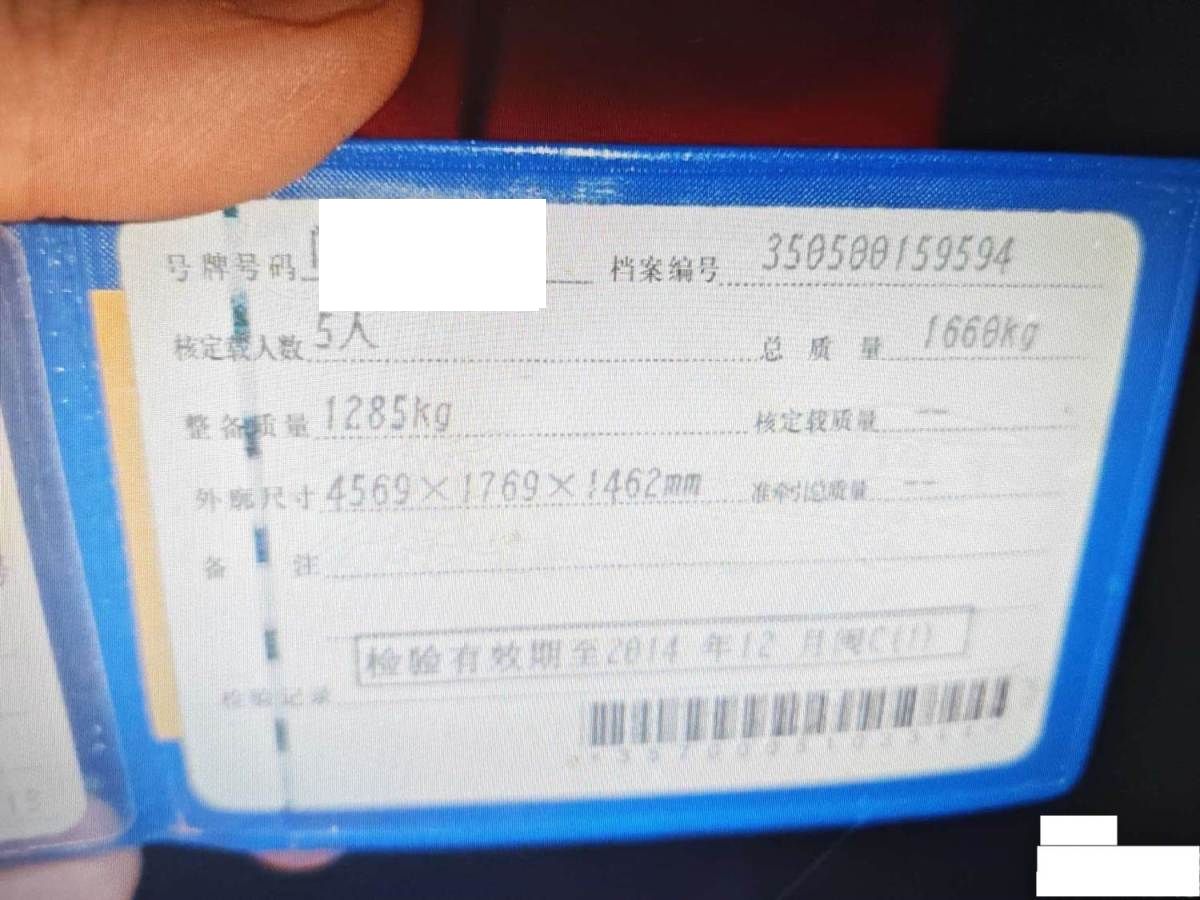 号牌号码 档案编号 350500159594
核定载人数 5人 总质量 1660kg
整备质量 1285kg 核定载质量 --
外廓尺寸 4569×1769×1462mm 准牵引总质量 --
备注
检验有效期至2014年12月闽C(1)
检验记录
15